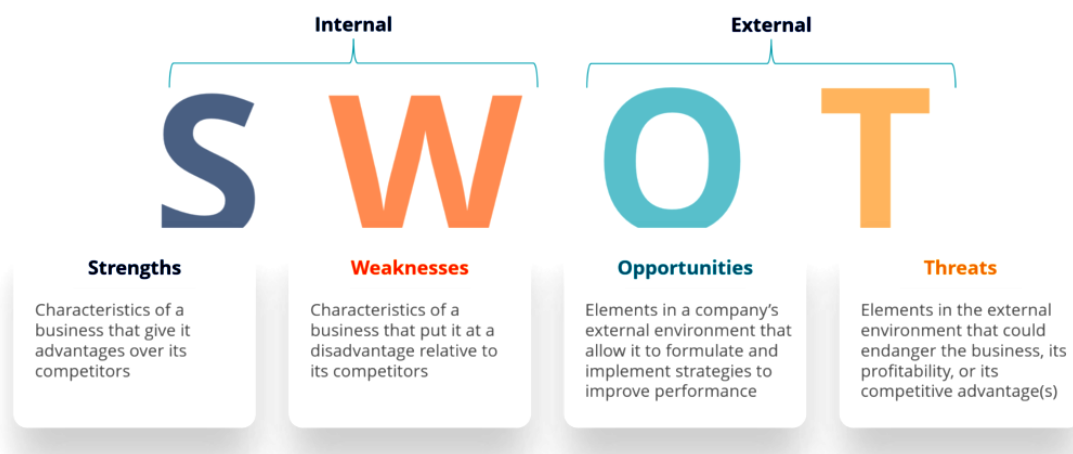 Internal
External
S W O T
Strengths
Characteristics of a
business that give it
advantages over its
competitors
Weaknesses
Characteristics of a
business that put it at a
disadvantage relative to
its competitors
Opportunities
Elements in a company’s
external environment that
allow it to formulate and
implement strategies to
improve performance
Threats
Elements in the external
environment that could
endanger the business, its
profitability, or its
competitive advantage(s)